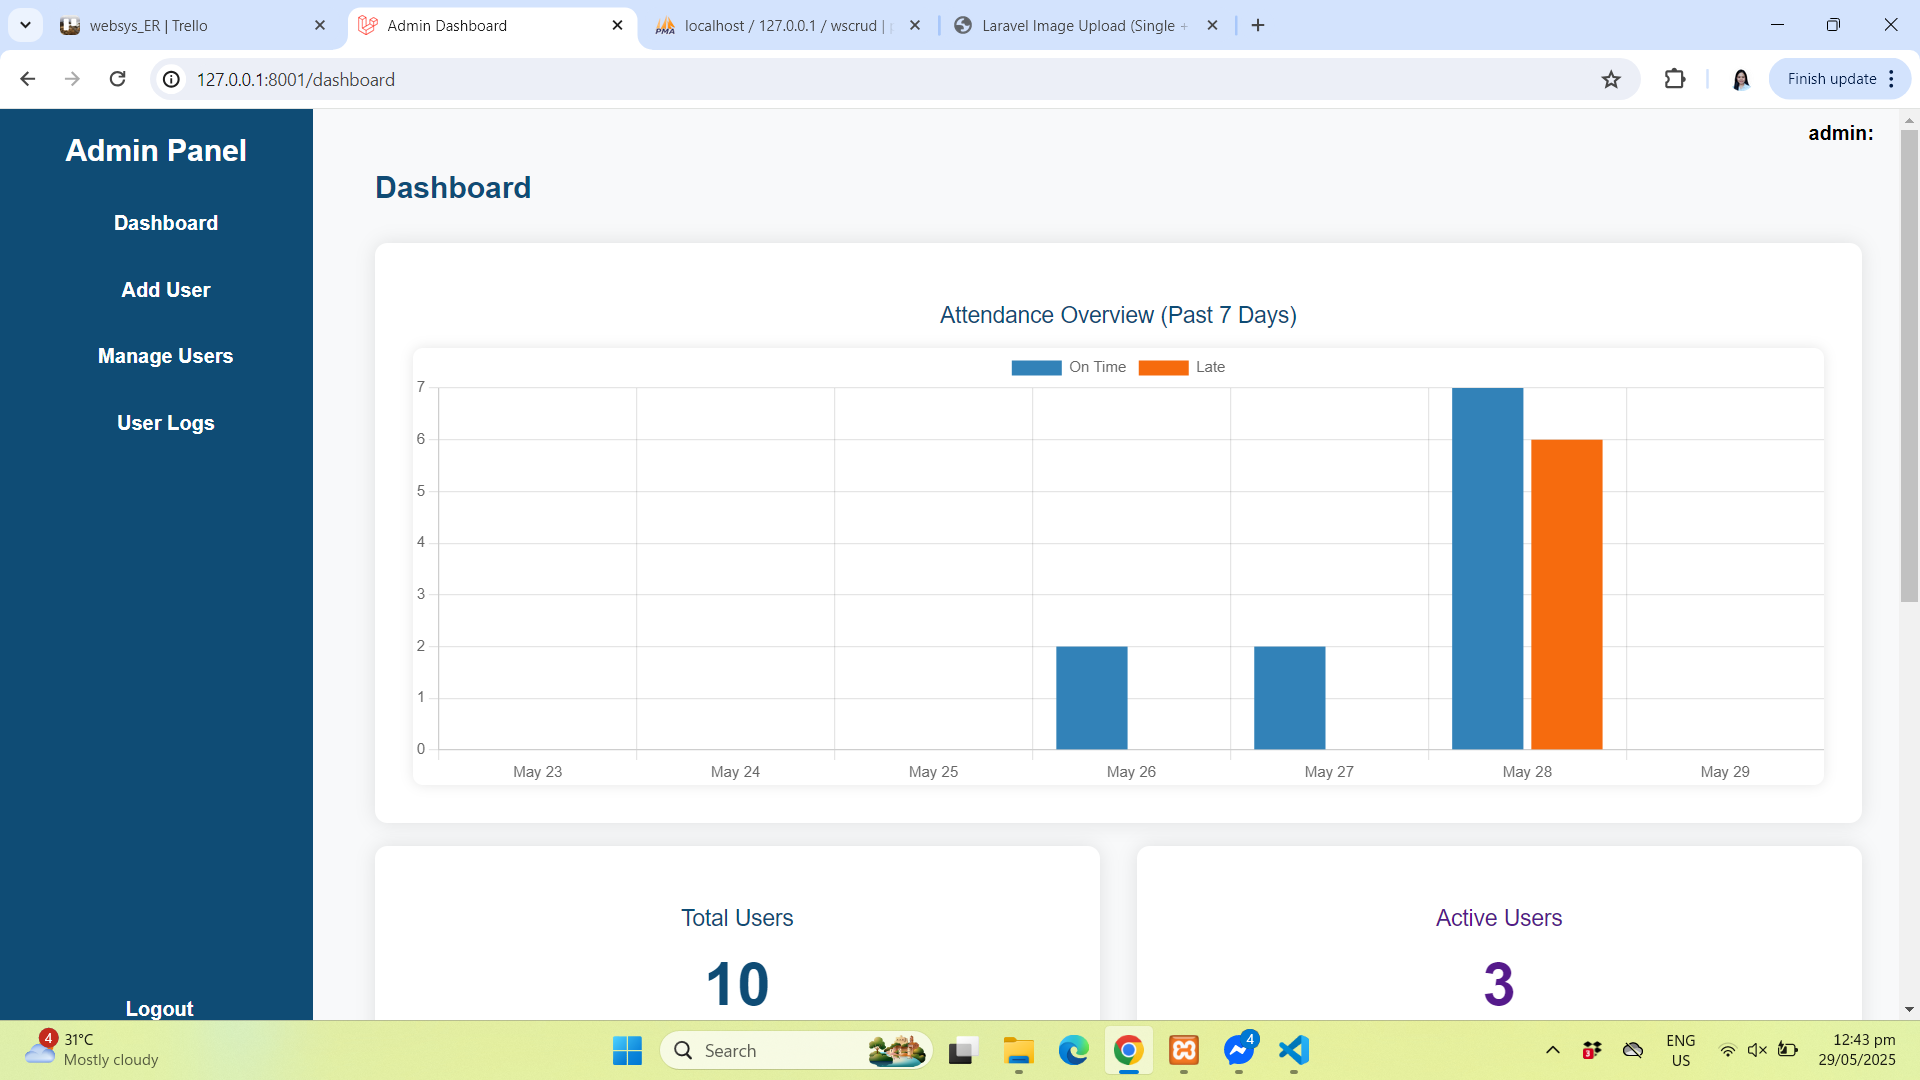 websys_ER | Trello
Admin Dashboard
localhost / 127.0.0.1 / wscrud |
Laravel Image Upload (Single +
127.0.0.1:8001/dashboard
Finish update
Admin Panel
Dashboard
Add User
Manage Users
User Logs
Logout
admin:
Dashboard
Attendance Overview (Past 7 Days)
On Time
Late
7
6
5
4
3
2
1
0
May 23
May 24
May 25
May 26
May 27
May 28
May 29
Total Users
10
Active Users
3
4
31°C
Mostly cloudy
Search
4
3
ENG
US
12:43 pm
29/05/2025